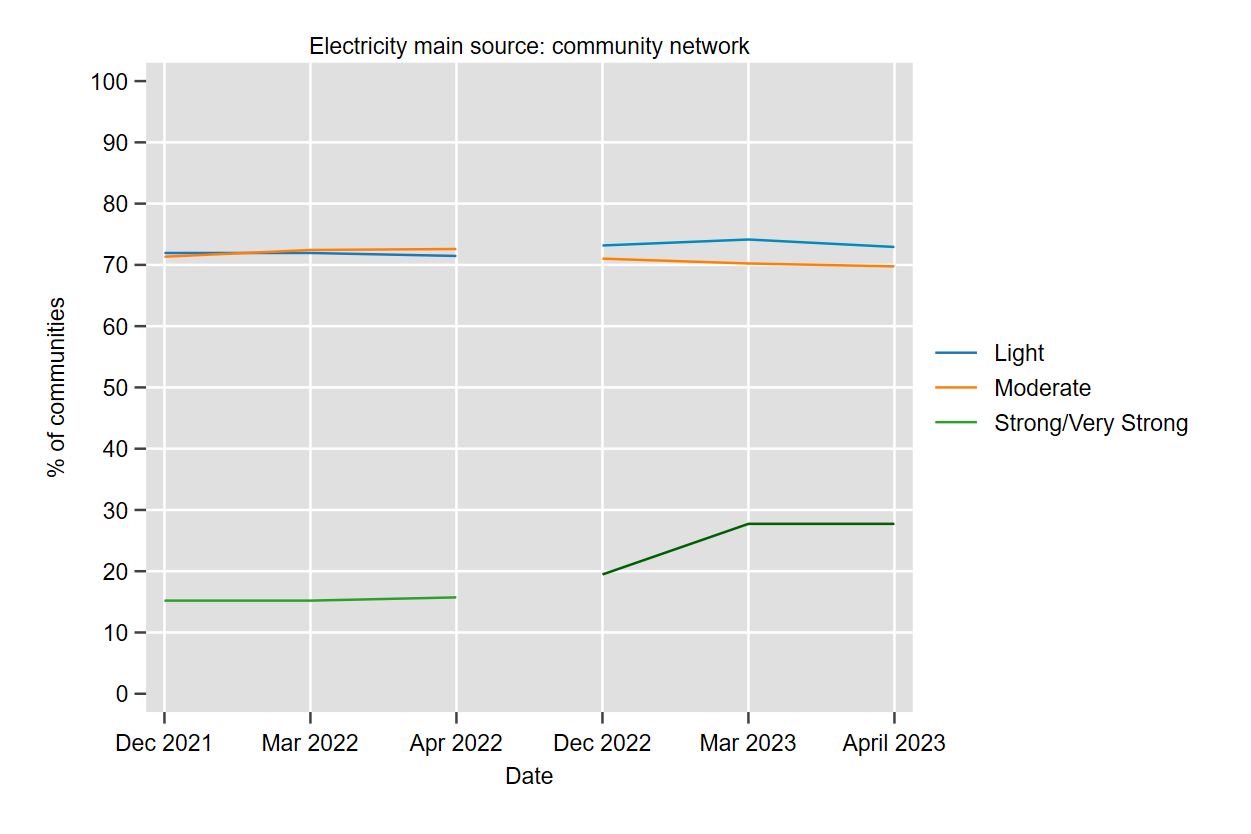 Electricity main source: community network
100
90
80
70
60
50
40
30
20
10
0
% of communities
Dec 2021 Mar 2022 Apr 2022 Dec 2022 Mar 2023 April 2023
Date
Light
Moderate
Strong/Very Strong